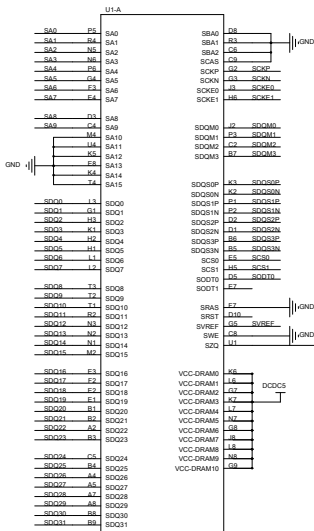 U1-A
SA0 P5 SA0
SA1 R4 SA1
SA2 N5 SA2
SA3 N6 SA3
SA4 P6 SA4
SA5 G4 SA5
SA6 F3 SA6
SA7 E4 SA7
SA8 D3 SA8
SA9 C4 SA9
M4 SA10
U4 SA11
K5 SA12
GND E8 SA13
K4 SA14
T4 SA15
SDQ0 L3 SDQ0
SDQ1 G1 SDQ1
SDQ2 H3 SDQ2
SDQ3 K1 SDQ3
SDQ4 H2 SDQ4
SDQ5 H1 SDQ5
SDQ6 L1 SDQ6
SDQ7 L2 SDQ7
SDQ8 T3 SDQ8
SDQ9 T2 SDQ9
SDQ10 T1 SDQ10
SDQ11 R2 SDQ11
SDQ12 N3 SDQ12
SDQ13 N2 SDQ13
SDQ14 N1 SDQ14
SDQ15 M2 SDQ15
SDQ16 E3 SDQ16
SDQ17 F2 SDQ17
SDQ18 E2 SDQ18
SDQ19 E1 SDQ19
SDQ20 B1 SDQ20
SDQ21 B2 SDQ21
SDQ22 A2 SDQ22
SDQ23 B3 SDQ23
SDQ24 C5 SDQ24
SDQ25 B4 SDQ25
SDQ26 A4 SDQ26
SDQ27 A5 SDQ27
SDQ28 A7 SDQ28
SDQ29 A8 SDQ29
SDQ30 B8 SDQ30
SDQ31 B9 SDQ31
SBA0 D8
SBA1 R3 GND
SBA2 C6
SCAS C9
SCKP G2 SCKP
SCKN G3 SCKN
SCKE0 J3 SCKE0
SCKE1 H6 SCKE1
SDQM0 J2 SDQM0
SDQM1 P3 SDQM1
SDQM2 C2 SDQM2
SDQM3 B7 SDQM3
SDQS0P K3 SDQS0P
SDQS0N K2 SDQS0N
SDQS1P P1 SDQS1P
SDQS1N P2 SDQS1N
SDQS2P D2 SDQS2P
SDQS2N D1 SDQS2N
SDQS3P B6 SDQS3P
SDQS3N B5 SDQS3N
SCS0 E5 SCS0
SCS1 H5 SCS1
SODT0 D5 SODT0
SODT1 E7
SRAS F7 GND
SRST D10
SVREF G5 SVREF
SWE C8 GND
SZQ U1
VCC-DRAM0 K6
VCC-DRAM1 L6
VCC-DRAM2 G7 DCDC5
VCC-DRAM3 K7
VCC-DRAM4 L7
VCC-DRAM5 N7
VCC-DRAM6 G8
VCC-DRAM7 J8
VCC-DRAM8 L8
VCC-DRAM9 N8
VCC-DRAM10 G9